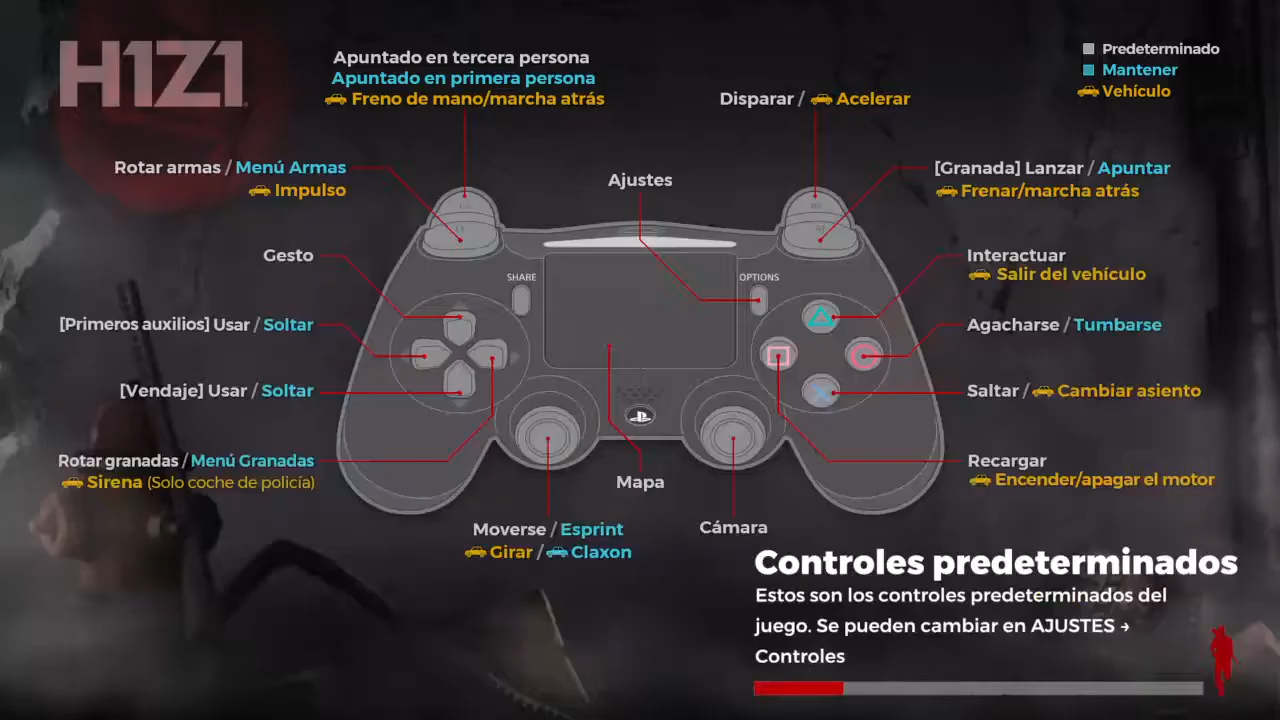 H1Z1
Apuntado en tercera persona
Apuntado en primera persona
Freno de mano/marcha atrás
Disparar / Acelerar
Predeterminado
Mantener
Vehículo
Rotar armas / Menú Armas
Impulso
Ajustes
[Granada] Lanzar / Apuntar
Frenar/marcha atrás
Gesto
SHARE
OPTIONS
Interactuar
Salir del vehículo
[Primeros auxilios] Usar / Soltar
Agacharse / Tumbarse
[Vendaje] Usar / Soltar
Saltar / Cambiar asiento
Rotar granadas / Menú Granadas
Sirena (Solo coche de policía)
Mapa
Recargar
Encender/apagar el motor
Moverse / Esprint
Girar / Claxon
Cámara
Controles predeterminados
Estos son los controles predeterminados del
juego. Se pueden cambiar en AJUSTES →
Controles